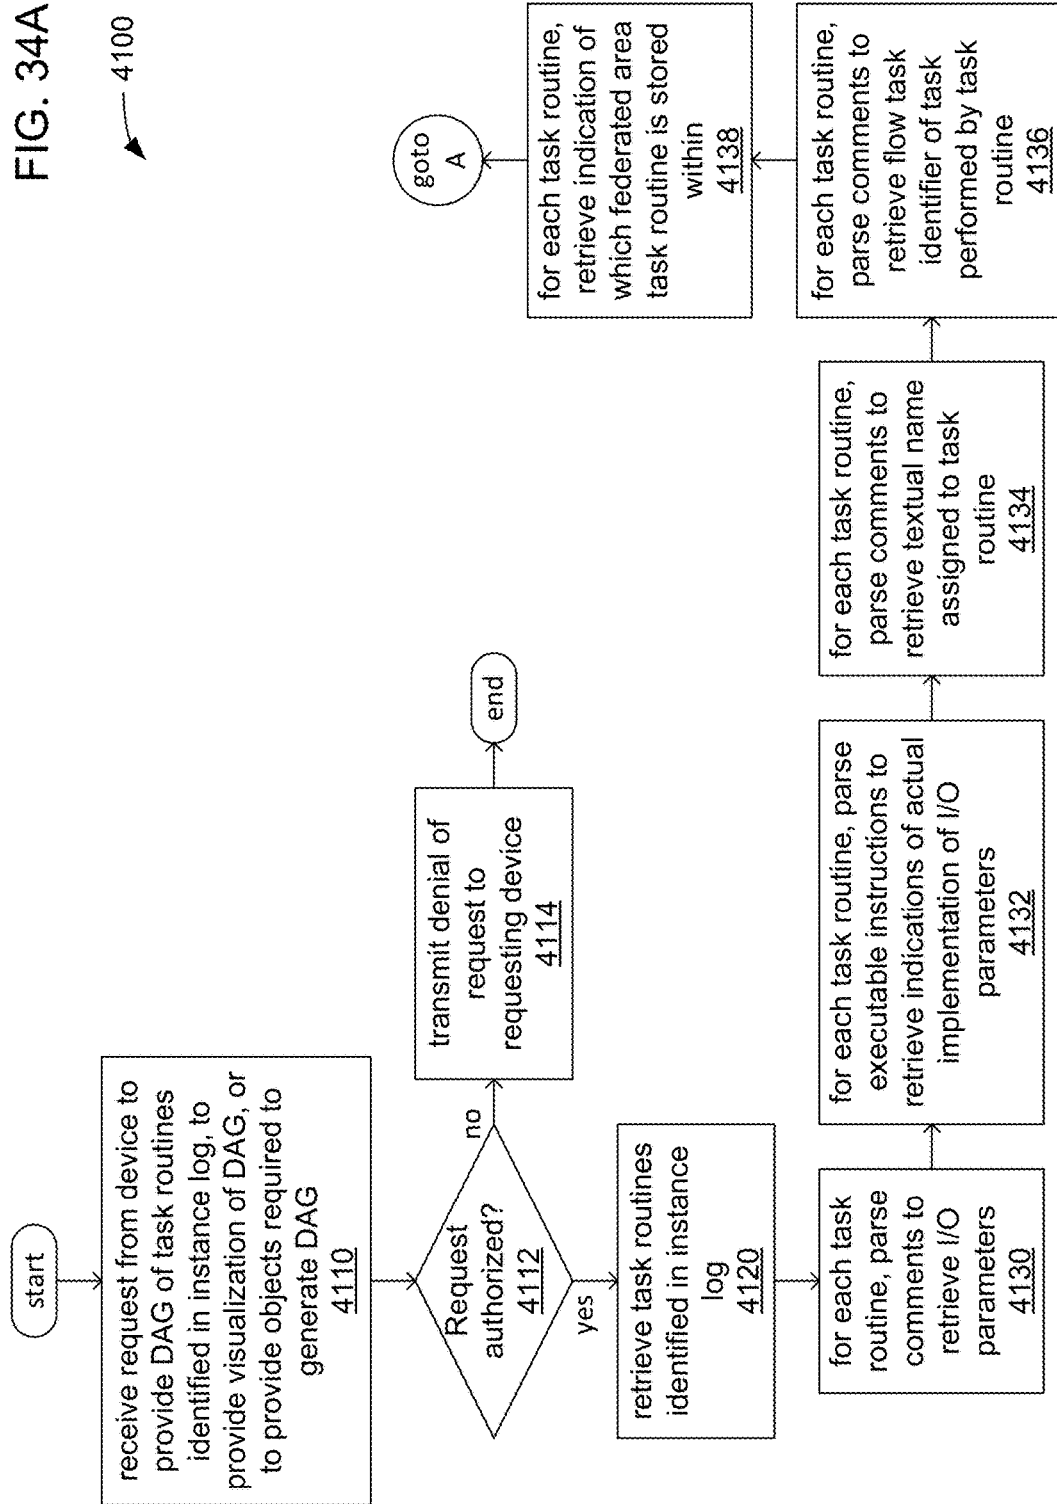 FIG. 34A
4100
start
receive request from device to
provide DAG of task routines
identified in instance log, to
provide visualization of DAG, or
to provide objects required to
generate DAG
4110
Request
authorized?
4112
no
yes
transmit denial of
request to
requesting device
4114
end
retrieve task routines
identified in instance
log
4120
for each task
routine, parse
comments to
retrieve I/O
parameters
4130
for each task routine, parse
executable instructions to
retrieve indications of actual
implementation of I/O
parameters
4132
for each task routine,
parse comments to
retrieve textual name
assigned to task
routine
4134
for each task routine,
parse comments to
retrieve flow task
identifier of task
performed by task
routine
4136
for each task routine,
retrieve indication of
which federated area
task routine is stored
within
4138
goto
A